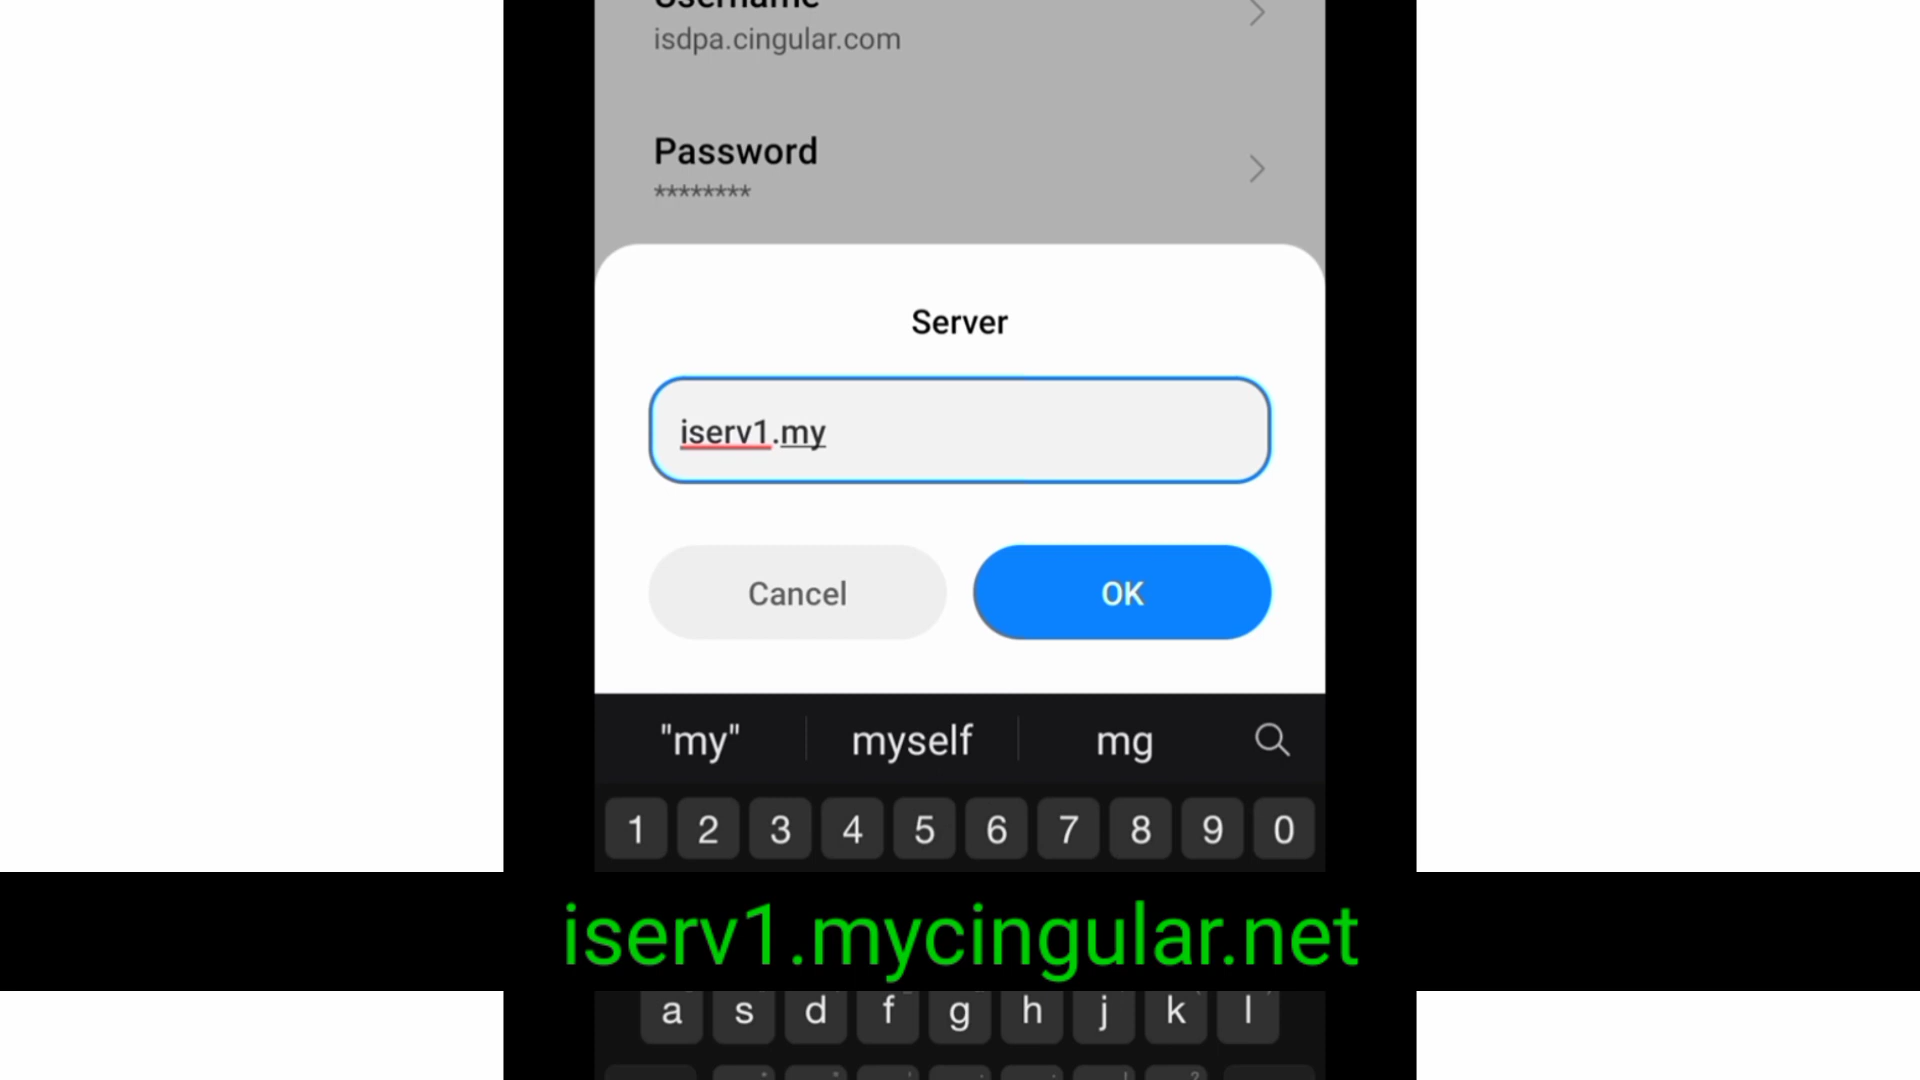 Username
isdpa.cingular.com
Password
********
Server
iserv1.my
Cancel OK
"my" myself mg
1 2 3 4 5 6 7 8 9 0
iserv1.mycingular.net
a s d f g h j k l